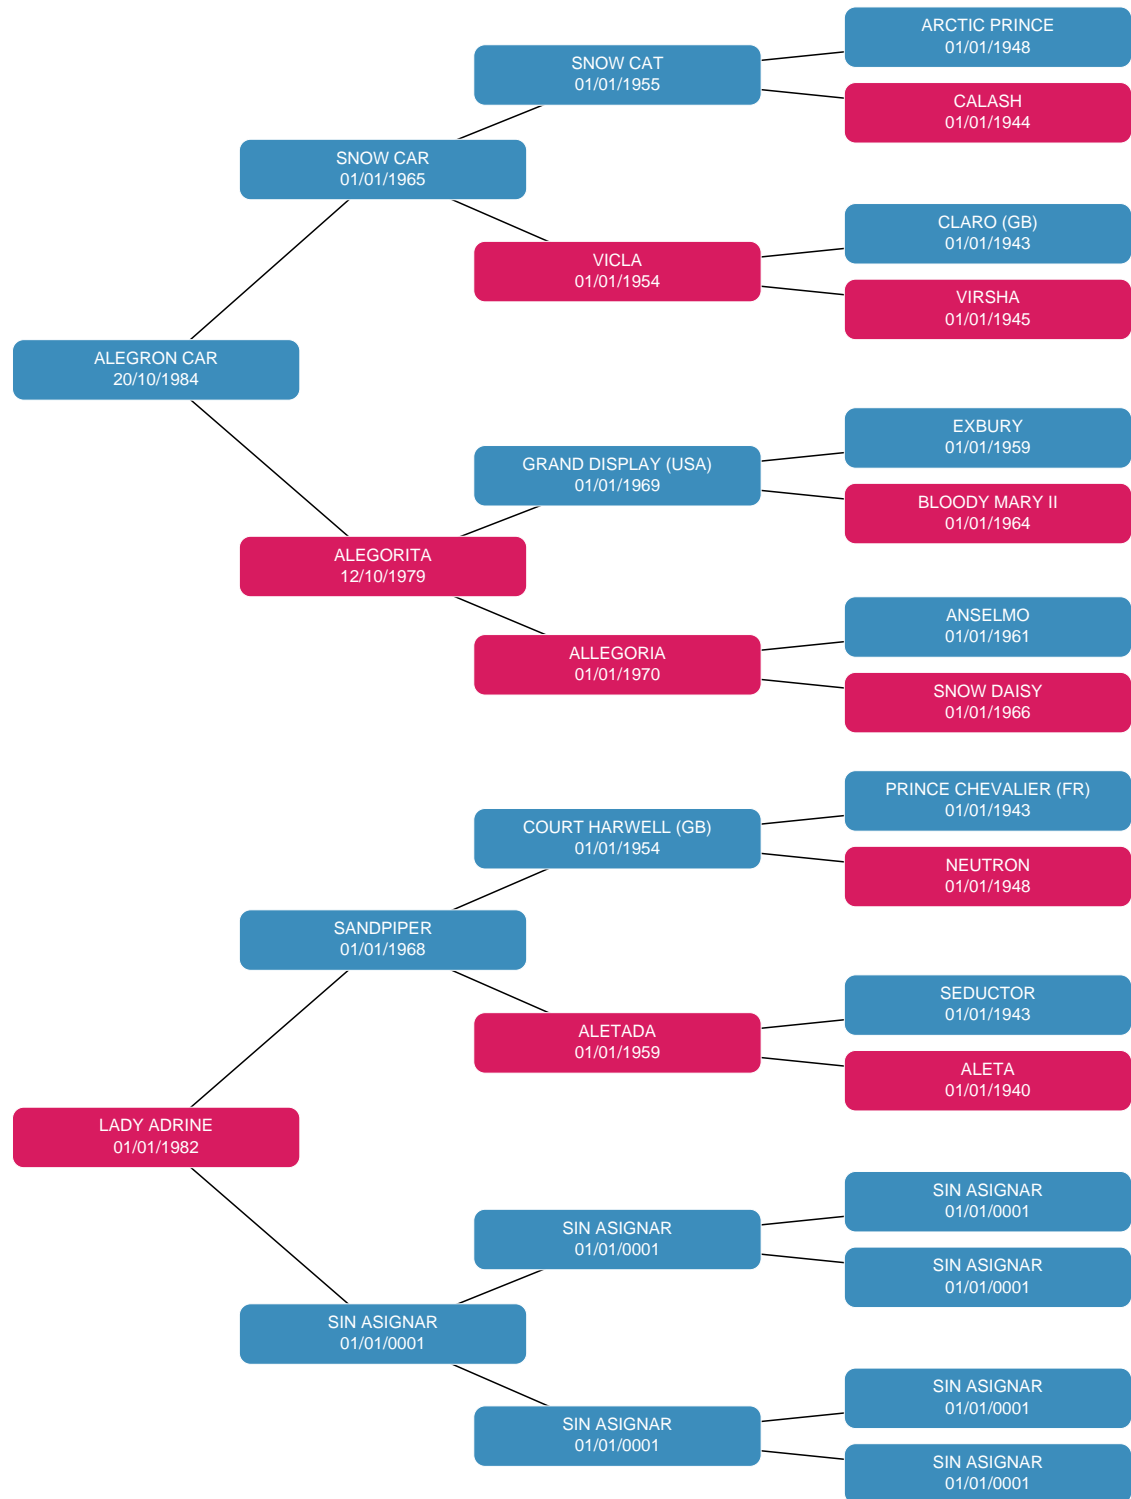 ARCTIC PRINCE
01/01/1948
SNOW CAT
01/01/1955
CALASH
01/01/1944
SNOW CAR
01/01/1965
CLARO (GB)
01/01/1943
VICLA
01/01/1954
VIRSHA
01/01/1945
ALEGRON CAR
20/10/1984
EXBURY
01/01/1959
GRAND DISPLAY (USA)
01/01/1969
BLOODY MARY II
01/01/1964
ALEGORITA
12/10/1979
ANSELMO
01/01/1961
ALLEGORIA
01/01/1970
SNOW DAISY
01/01/1966
PRINCE CHEVALIER (FR)
01/01/1943
COURT HARWELL (GB)
01/01/1954
NEUTRON
01/01/1948
SANDPIPER
01/01/1968
SEDUCTOR
01/01/1943
ALETADA
01/01/1959
ALETA
01/01/1940
LADY ADRINE
01/01/1982
SIN ASIGNAR
01/01/0001
SIN ASIGNAR
01/01/0001
SIN ASIGNAR
01/01/0001
SIN ASIGNAR
01/01/0001
SIN ASIGNAR
01/01/0001
SIN ASIGNAR
01/01/0001
SIN ASIGNAR
01/01/0001